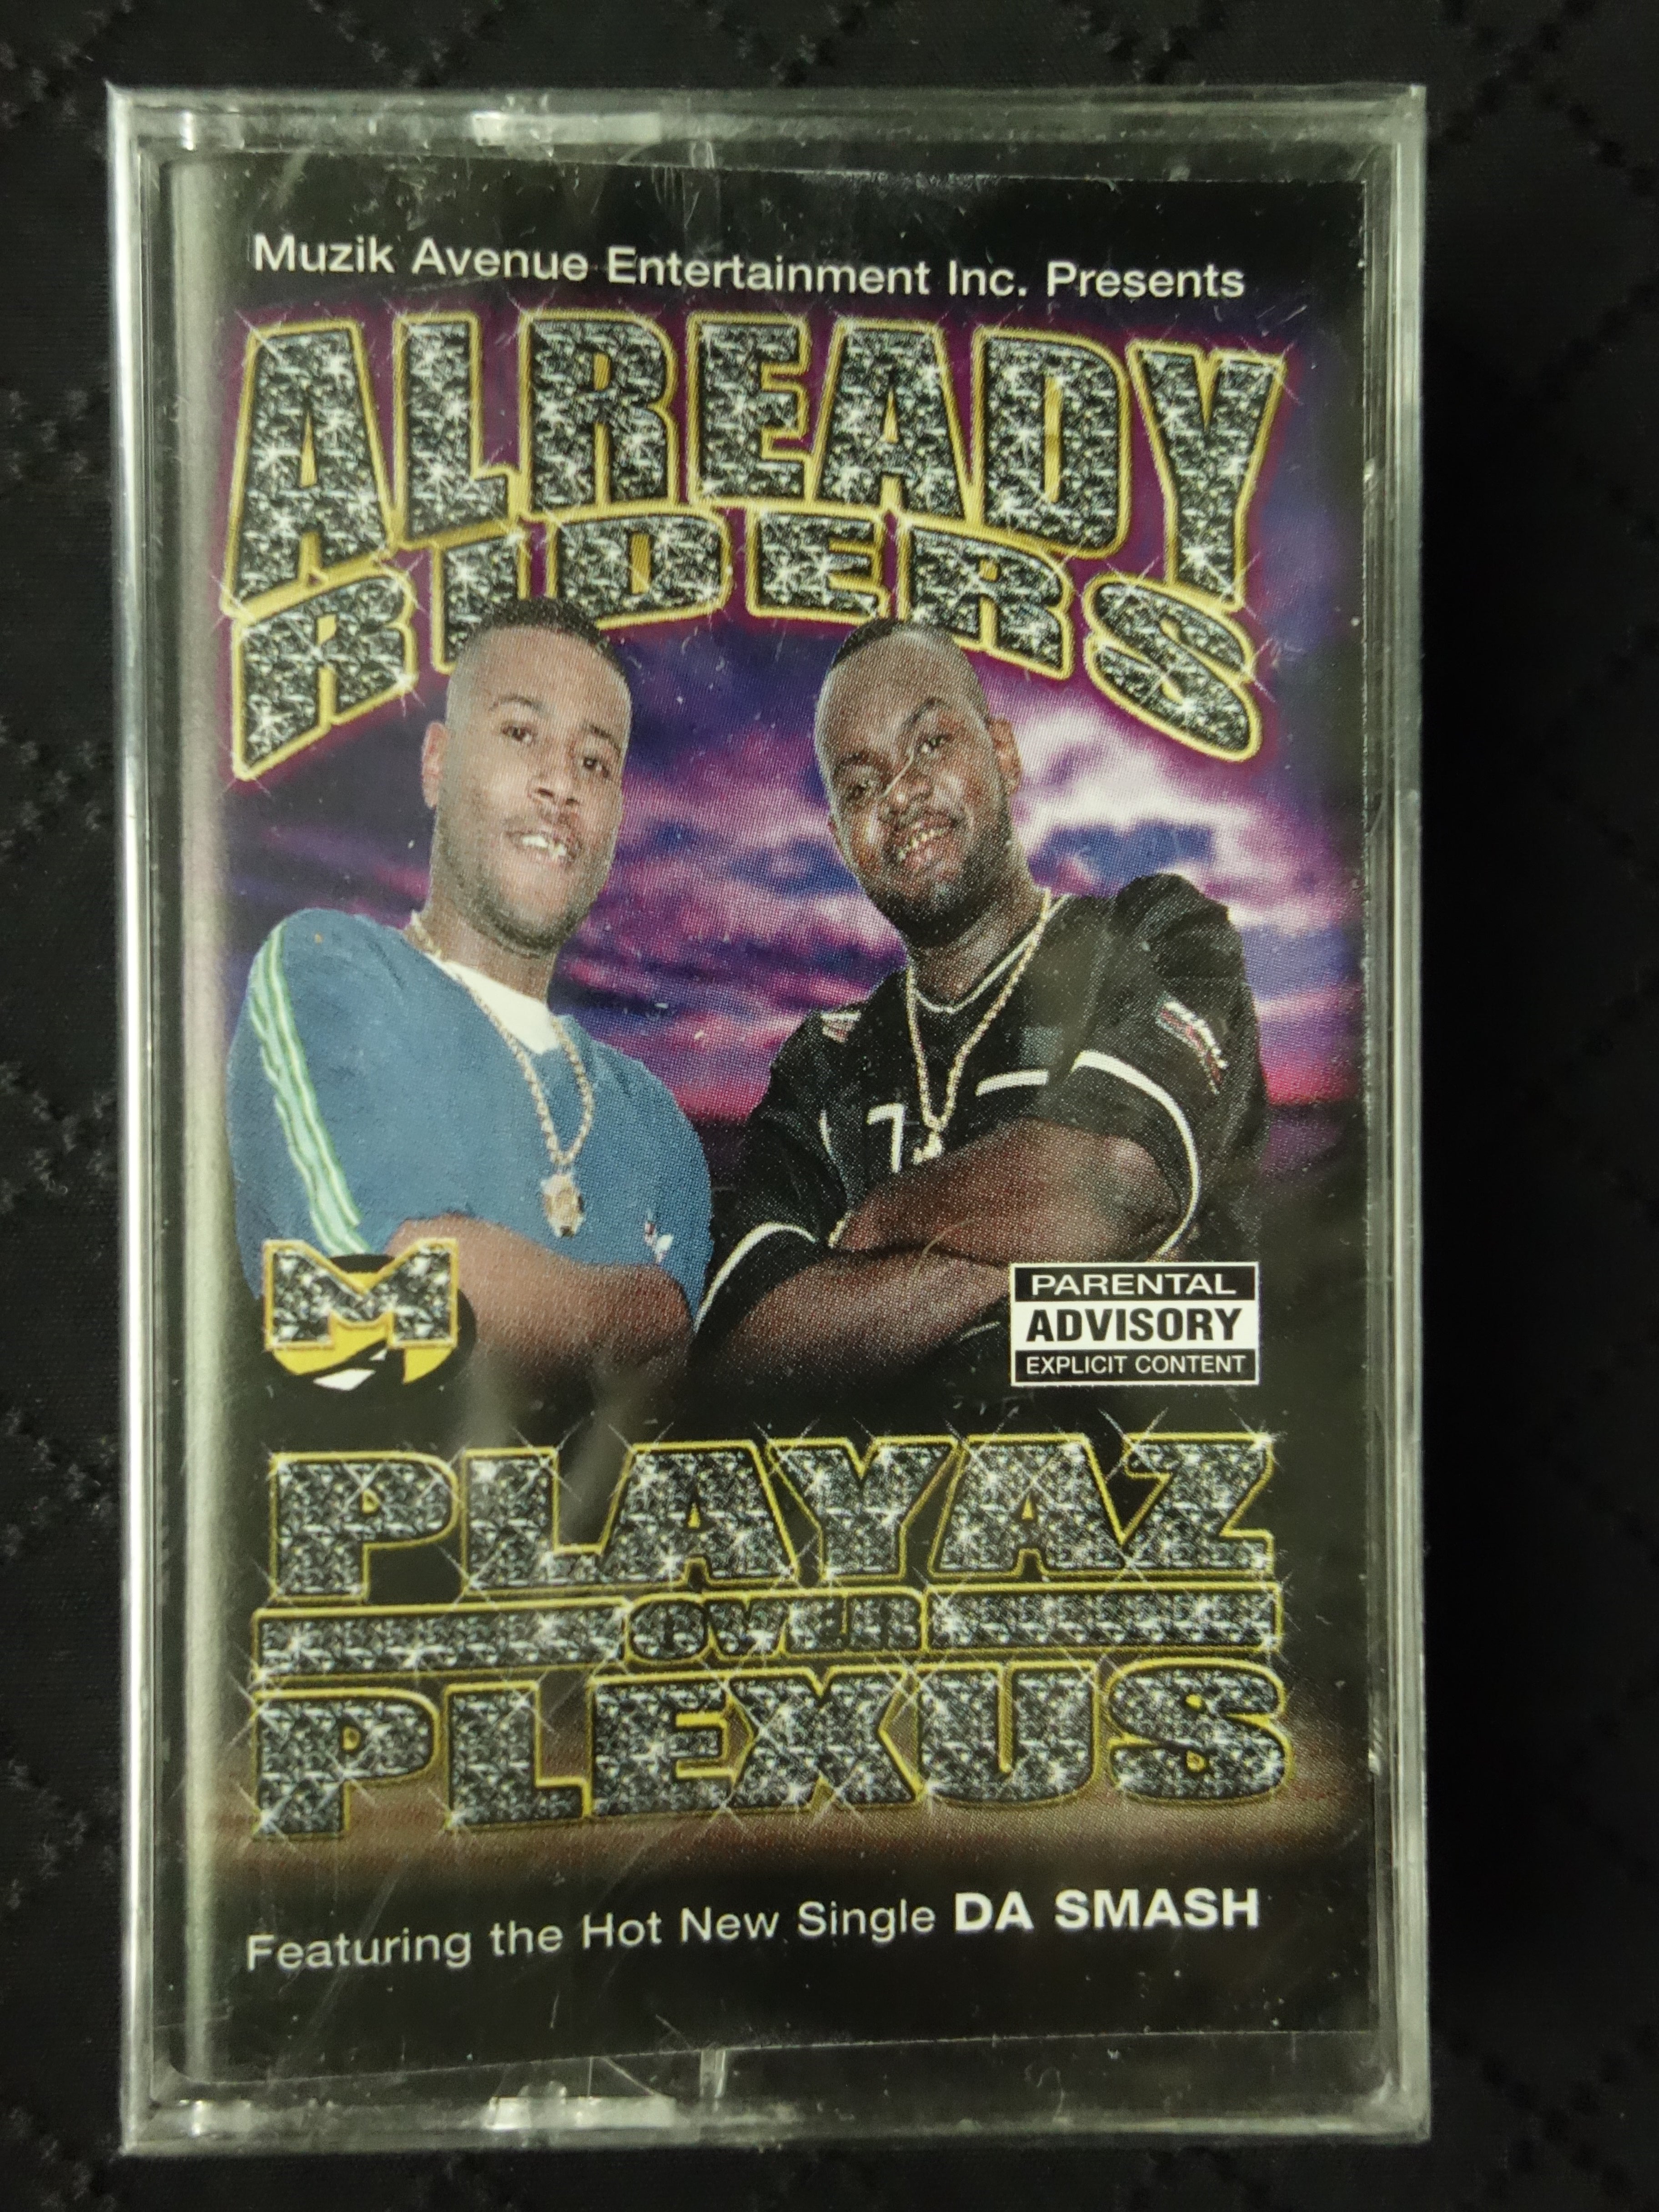 Muzik Avenue Entertainment Inc. Presents
ALREADY
RIDERS
7
M
PARENTAL
ADVISORY
EXPLICIT CONTENT
PLAYAZ
OVER
PLEXUS
Featuring the Hot New Single DA SMASH